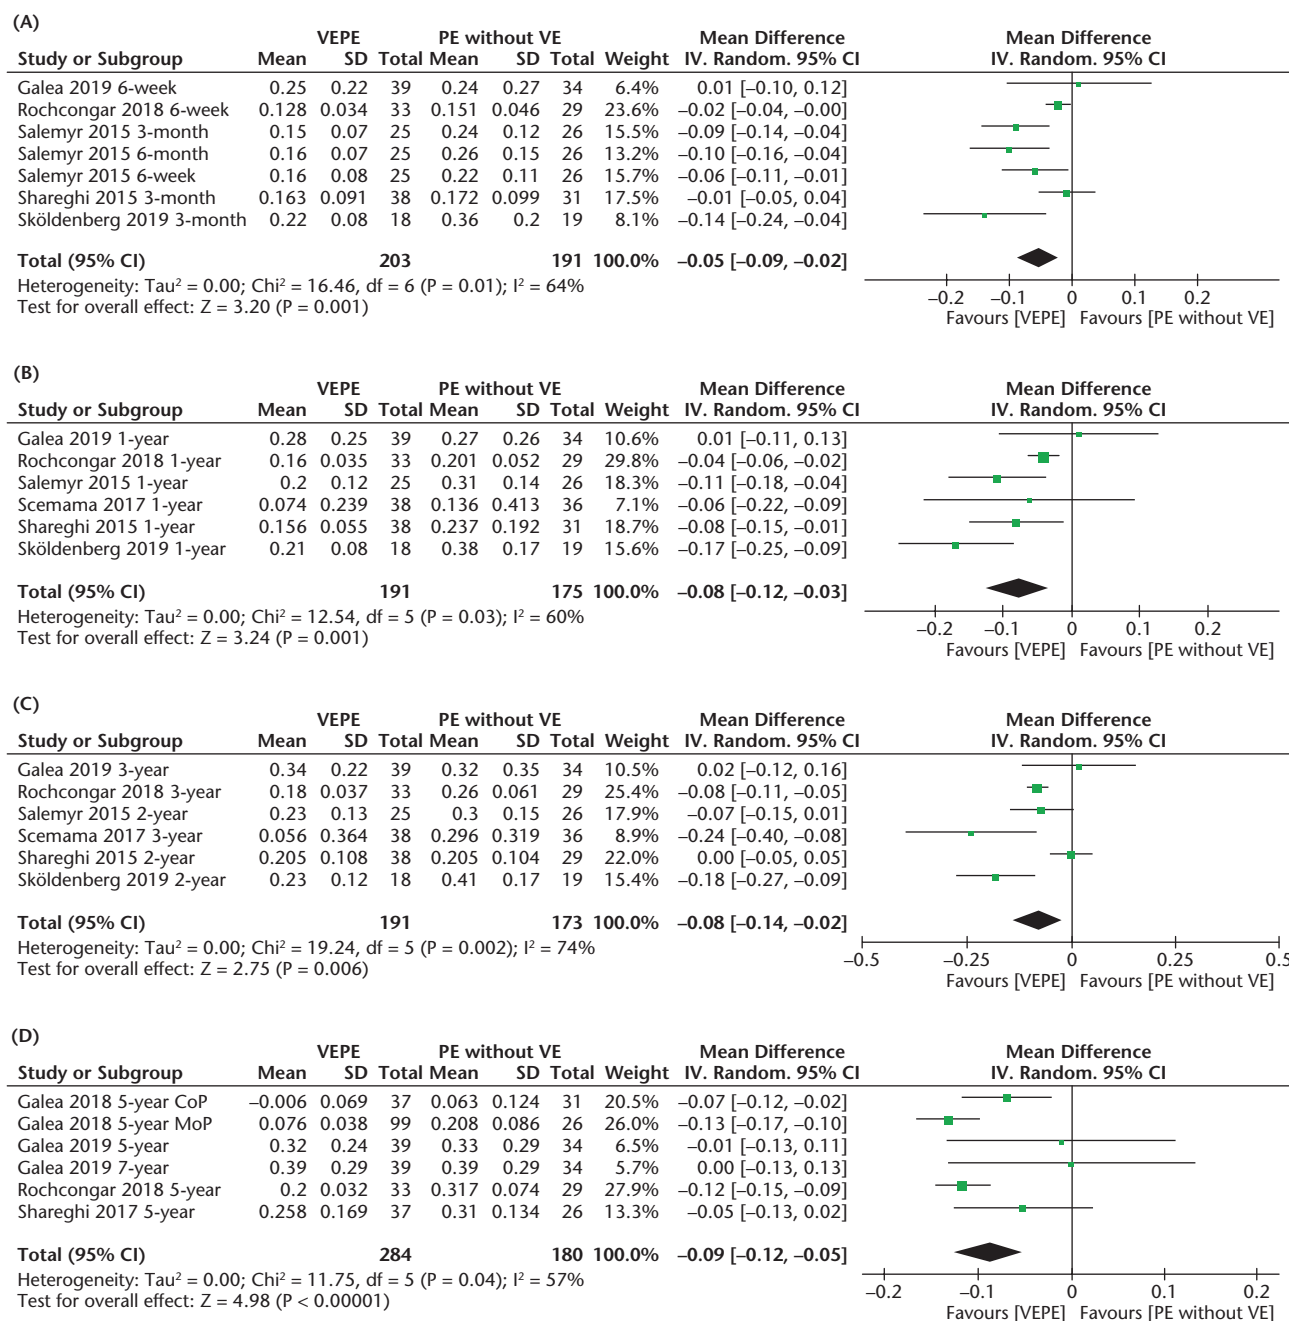 (A)
VEPE PE without VE Mean Difference Mean Difference
Study or Subgroup Mean SD Total Mean SD Total Weight IV. Random. 95% CI IV. Random. 95% CI
Galea 2019 6-week 0.25 0.22 39 0.24 0.27 34 6.4% 0.01 [–0.10, 0.12]
Rochcongar 2018 6-week 0.128 0.034 33 0.151 0.046 29 23.6% –0.02 [–0.04, –0.00]
Salemyr 2015 3-month 0.15 0.07 25 0.24 0.12 26 15.5% –0.09 [–0.14, –0.04]
Salemyr 2015 6-month 0.16 0.07 25 0.26 0.15 26 13.2% –0.10 [–0.16, –0.04]
Salemyr 2015 6-week 0.16 0.08 25 0.22 0.11 26 15.7% –0.06 [–0.11, –0.01]
Shareghi 2015 3-month 0.163 0.091 38 0.172 0.099 31 17.5% –0.01 [–0.05, 0.04]
Sköldenberg 2019 3-month 0.22 0.08 18 0.36 0.2 19 8.1% –0.14 [–0.24, –0.04]
Total (95% CI) 203 191 100.0% –0.05 [–0.09, –0.02]
Heterogeneity: Tau² = 0.00; Chi² = 16.46, df = 6 (P = 0.01); I² = 64%
Test for overall effect: Z = 3.20 (P = 0.001)
–0.2 –0.1 0 0.1 0.2
Favours [VEPE] Favours [PE without VE]
(B)
VEPE PE without VE Mean Difference Mean Difference
Study or Subgroup Mean SD Total Mean SD Total Weight IV. Random. 95% CI IV. Random. 95% CI
Galea 2019 1-year 0.28 0.25 39 0.27 0.26 34 10.6% 0.01 [–0.11, 0.13]
Rochcongar 2018 1-year 0.16 0.035 33 0.201 0.052 29 29.8% –0.04 [–0.06, –0.02]
Salemyr 2015 1-year 0.2 0.12 25 0.31 0.14 26 18.3% –0.11 [–0.18, –0.04]
Scemama 2017 1-year 0.074 0.239 38 0.136 0.413 36 7.1% –0.06 [–0.22, –0.09]
Shareghi 2015 1-year 0.156 0.055 38 0.237 0.192 31 18.7% –0.08 [–0.15, –0.01]
Sköldenberg 2019 1-year 0.21 0.08 18 0.38 0.17 19 15.6% –0.17 [–0.25, –0.09]
Total (95% CI) 191 175 100.0% –0.08 [–0.12, –0.03]
Heterogeneity: Tau² = 0.00; Chi² = 12.54, df = 5 (P = 0.03); I² = 60%
Test for overall effect: Z = 3.24 (P = 0.001)
–0.2 –0.1 0 0.1 0.2
Favours [VEPE] Favours [PE without VE]
(C)
VEPE PE without VE Mean Difference Mean Difference
Study or Subgroup Mean SD Total Mean SD Total Weight IV. Random. 95% CI IV. Random. 95% CI
Galea 2019 3-year 0.34 0.22 39 0.32 0.35 34 10.5% 0.02 [–0.12, 0.16]
Rochcongar 2018 3-year 0.18 0.037 33 0.26 0.061 29 25.4% –0.08 [–0.11, –0.05]
Salemyr 2015 2-year 0.23 0.13 25 0.3 0.15 26 17.9% –0.07 [–0.15, 0.01]
Scemama 2017 3-year 0.056 0.364 38 0.296 0.319 36 8.9% –0.24 [–0.40, –0.08]
Shareghi 2015 2-year 0.205 0.108 38 0.205 0.104 29 22.0% 0.00 [–0.05, 0.05]
Sköldenberg 2019 2-year 0.23 0.12 18 0.41 0.17 19 15.4% –0.18 [–0.27, –0.09]
Total (95% CI) 191 173 100.0% –0.08 [–0.14, –0.02]
Heterogeneity: Tau² = 0.00; Chi² = 19.24, df = 5 (P = 0.002); I² = 74%
Test for overall effect: Z = 2.75 (P = 0.006)
–0.5 –0.25 0 0.25 0.5
Favours [VEPE] Favours [PE without VE]
(D)
VEPE PE without VE Mean Difference Mean Difference
Study or Subgroup Mean SD Total Mean SD Total Weight IV. Random. 95% CI IV. Random. 95% CI
Galea 2018 5-year CoP –0.006 0.069 37 0.063 0.124 31 20.5% –0.07 [–0.12, –0.02]
Galea 2018 5-year MoP 0.076 0.038 99 0.208 0.086 26 26.0% –0.13 [–0.17, –0.10]
Galea 2019 5-year 0.32 0.24 39 0.33 0.29 34 6.5% –0.01 [–0.13, 0.11]
Galea 2019 7-year 0.39 0.29 39 0.39 0.29 34 5.7% 0.00 [–0.13, 0.13]
Rochcongar 2018 5-year 0.2 0.032 33 0.317 0.074 29 27.9% –0.12 [–0.15, –0.09]
Shareghi 2017 5-year 0.258 0.169 37 0.31 0.134 26 13.3% –0.05 [–0.13, 0.02]
Total (95% CI) 284 180 100.0% –0.09 [–0.12, –0.05]
Heterogeneity: Tau² = 0.00; Chi² = 11.75, df = 5 (P = 0.04); I² = 57%
Test for overall effect: Z = 4.98 (P < 0.00001)
–0.2 –0.1 0 0.1 0.2
Favours [VEPE] Favours [PE without VE]